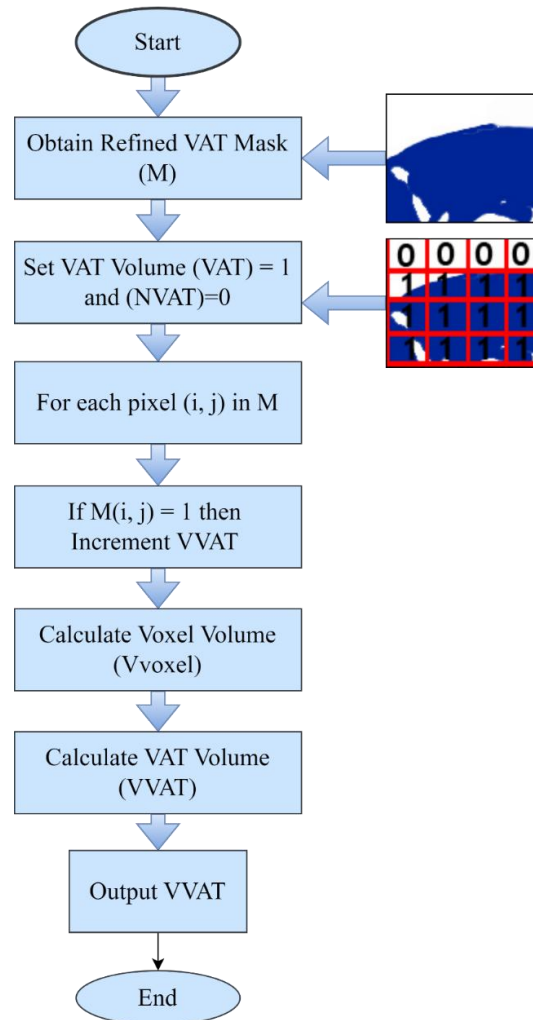 Start
Obtain Refined VAT Mask
(M)
Set VAT Volume (VAT) = 1
and (NVAT)=0
0 0 0 0
1 1 1 1
1 1 1 1
1 1 1 1
For each pixel (i, j) in M
If M(i, j) = 1 then
Increment VVAT
Calculate Voxel Volume
(Vvoxel)
Calculate VAT Volume
(VVAT)
Output VVAT
End